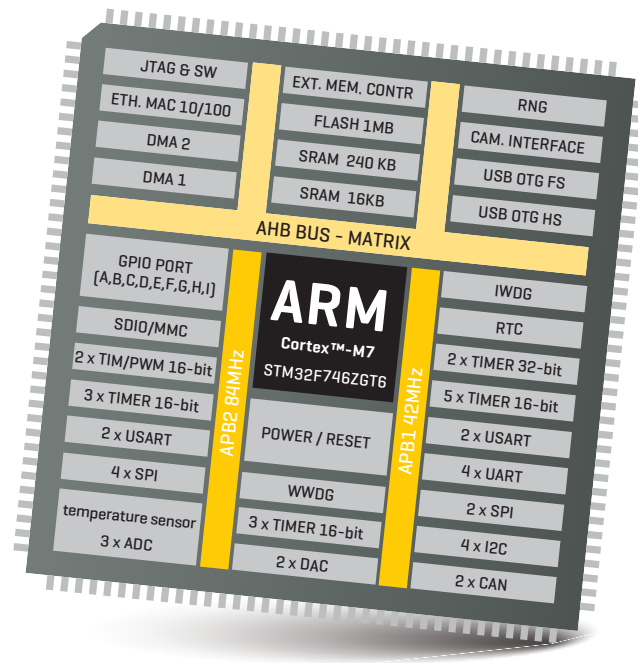 JTAG & SW
ETH. MAC 10/100
DMA 2
DMA 1
EXT. MEM. CONTR
FLASH 1MB
SRAM 240 KB
SRAM 16KB
RNG
CAM. INTERFACE
USB OTG FS
USB OTG HS
AHB BUS - MATRIX
GPIO PORT
(A,B,C,D,E,F,G,H,I)
SDIO/MMC
2 x TIM/PWM 16-bit
3 x TIMER 16-bit
2 x USART
4 x SPI
temperature sensor
3 x ADC
APB2 84MHz
ARM
Cortex™-M7
STM32F746ZGT6
POWER / RESET
WWDG
3 x TIMER 16-bit
2 x DAC
APB1 42MHz
IWDG
RTC
2 x TIMER 32-bit
5 x TIMER 16-bit
2 x USART
4 x UART
2 x SPI
4 x I2C
2 x CAN